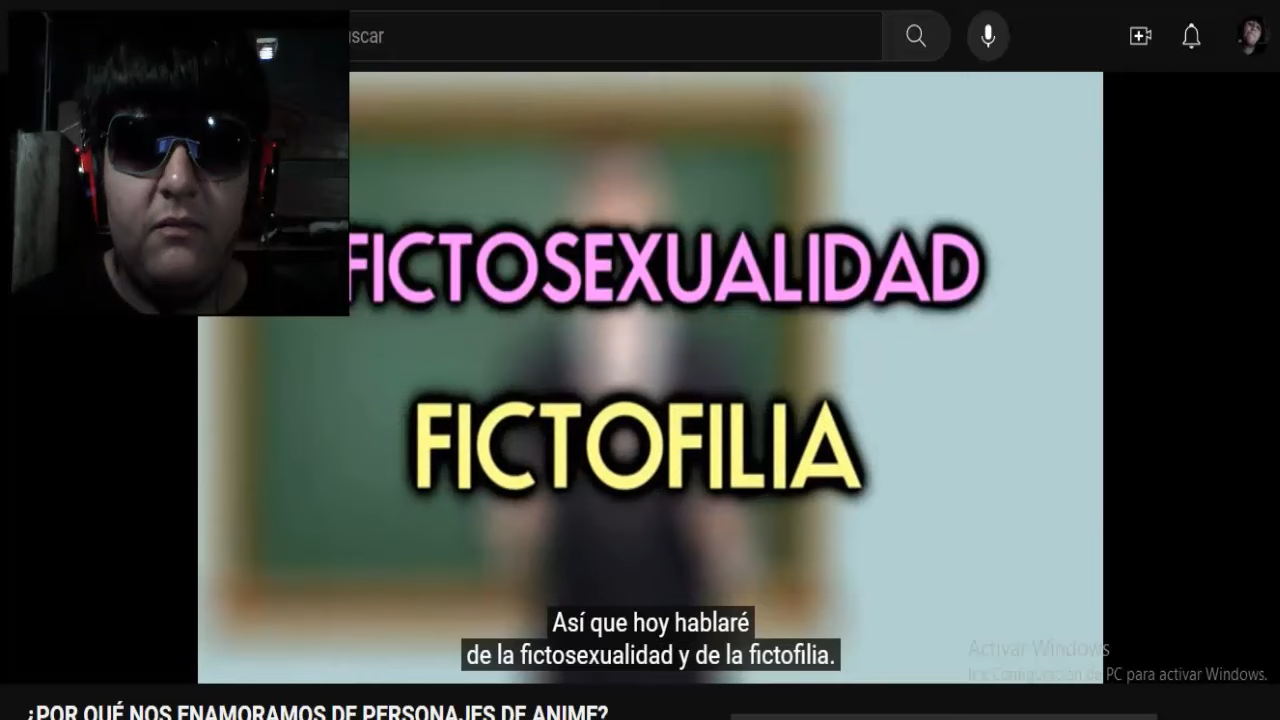 scar
FICTOSEXUALIDAD
FICTOFILIA
Así que hoy hablaré
de la fictosexualidad y de la fictofilia.
Activar Windows
PC para activar Windows.
¿POR QUÉ NOS ENAMORAMOS DE PERSONAJES DE ANIME?